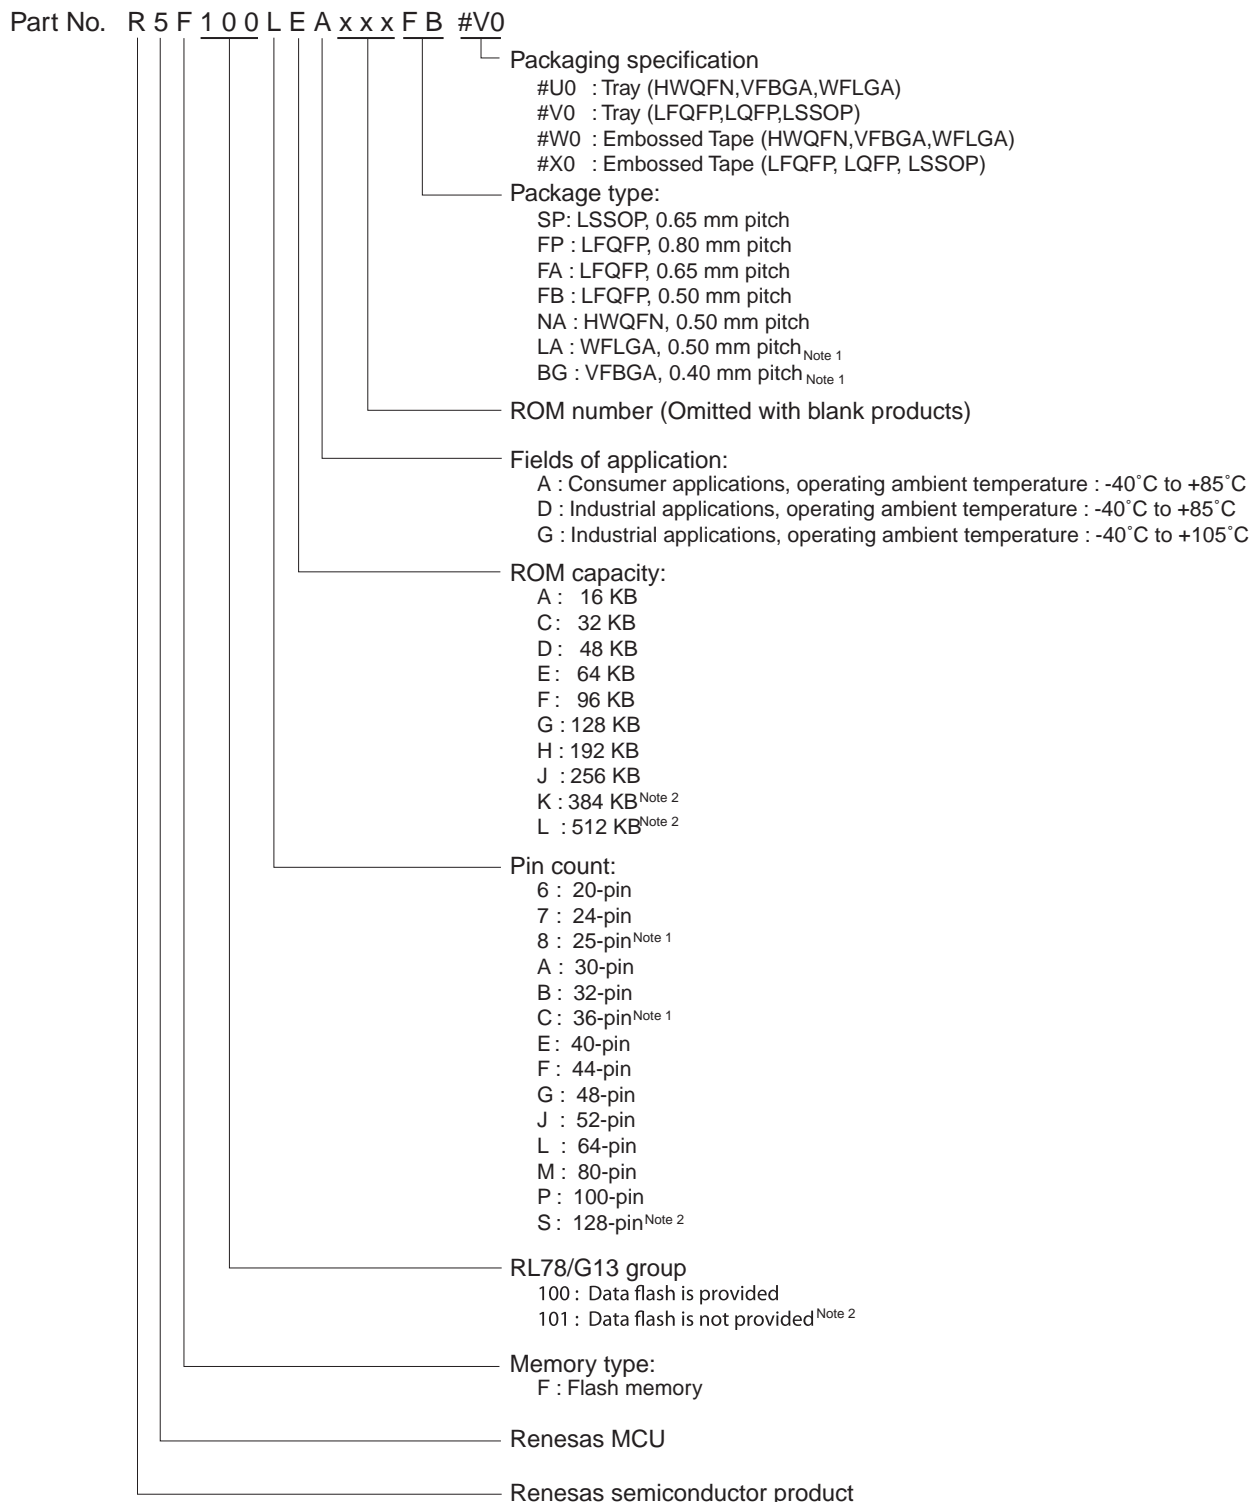 Part No. R 5 F 1 0 0 L E A x x x F B #V0
Packaging specification
#U0 : Tray (HWQFN,VFBGA,WFLGA)
#V0 : Tray (LFQFP,LQFP,LSSOP)
#W0 : Embossed Tape (HWQFN,VFBGA,WFLGA)
#X0 : Embossed Tape (LFQFP, LQFP, LSSOP)
Package type:
SP: LSSOP, 0.65 mm pitch
FP : LFQFP, 0.80 mm pitch
FA : LFQFP, 0.65 mm pitch
FB : LFQFP, 0.50 mm pitch
NA : HWQFN, 0.50 mm pitch
LA : WFLGA, 0.50 mm pitch Note 1
BG : VFBGA, 0.40 mm pitch Note 1
ROM number (Omitted with blank products)
Fields of application:
A : Consumer applications, operating ambient temperature : -40˚C to +85˚C
D : Industrial applications, operating ambient temperature : -40˚C to +85˚C
G : Industrial applications, operating ambient temperature : -40˚C to +105˚C
ROM capacity:
A : 16 KB
C : 32 KB
D : 48 KB
E : 64 KB
F : 96 KB
G : 128 KB
H : 192 KB
J : 256 KB
K : 384 KB Note 2
L : 512 KB Note 2
Pin count:
6 : 20-pin
7 : 24-pin
8 : 25-pin Note 1
A : 30-pin
B : 32-pin
C : 36-pin Note 1
E : 40-pin
F : 44-pin
G : 48-pin
J : 52-pin
L : 64-pin
M : 80-pin
P : 100-pin
S : 128-pin Note 2
RL78/G13 group
100 : Data flash is provided
101 : Data flash is not provided Note 2
Memory type:
F : Flash memory
Renesas MCU
Renesas semiconductor product